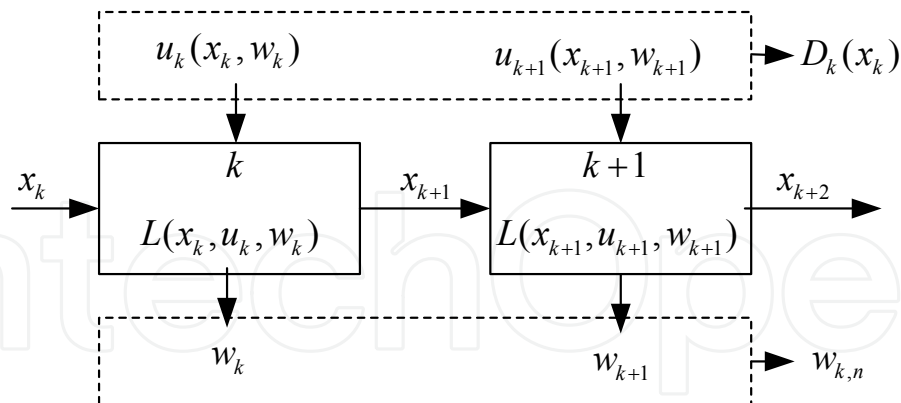 u_k(x_k, w_k)
u_{k+1}(x_{k+1}, w_{k+1})
D_k(x_k)
x_k
k
x_{k+1}
k+1
x_{k+2}
L(x_k, u_k, w_k)
L(x_{k+1}, u_{k+1}, w_{k+1})
ntechOpe
w_k
w_{k+1}
w_{k,n}